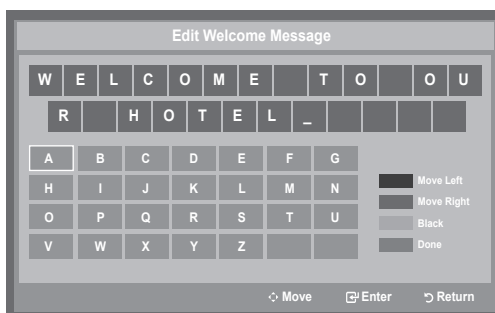 Edit Welcome Message
W E L C O M E T O O U
R H O T E L _
A B C D E F G
H I J K L M N
O P Q R S T U
V W X Y Z
Move Left
Move Right
Black
Done
Move Enter Return